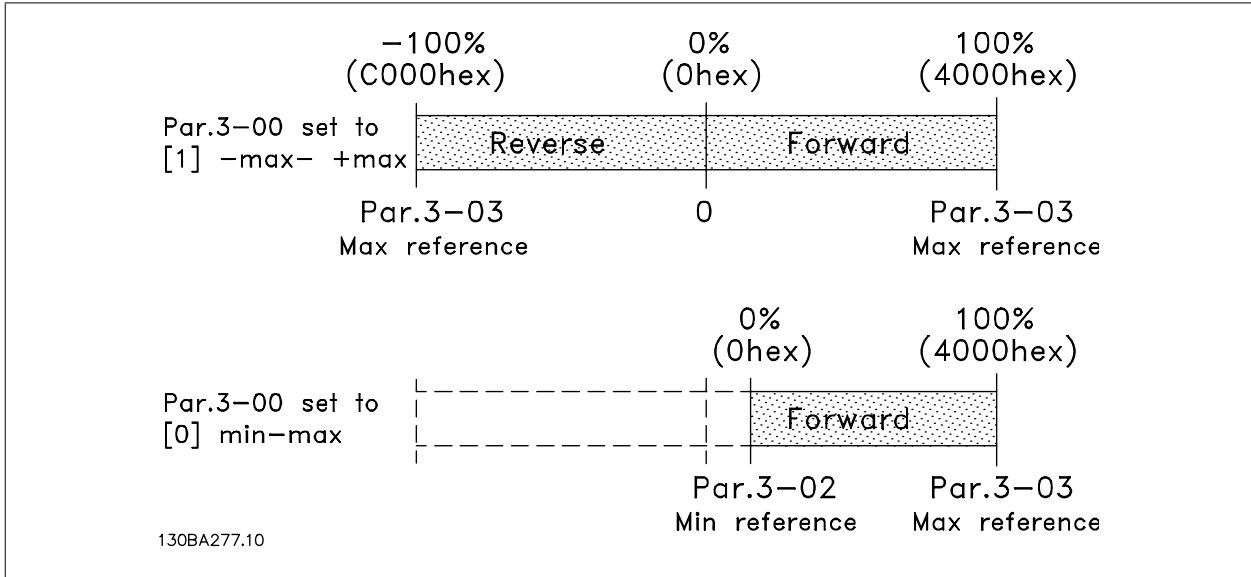 -100% 0% 100%
(C000hex) (0hex) (4000hex)
Par.3-00 set to
[1] -max- +max
Reverse Forward
Par.3-03 0 Par.3-03
Max reference Max reference
0% 100%
(0hex) (4000hex)
Par.3-00 set to
[0] min-max
Forward
Par.3-02 Par.3-03
Min reference Max reference
130BA277.10